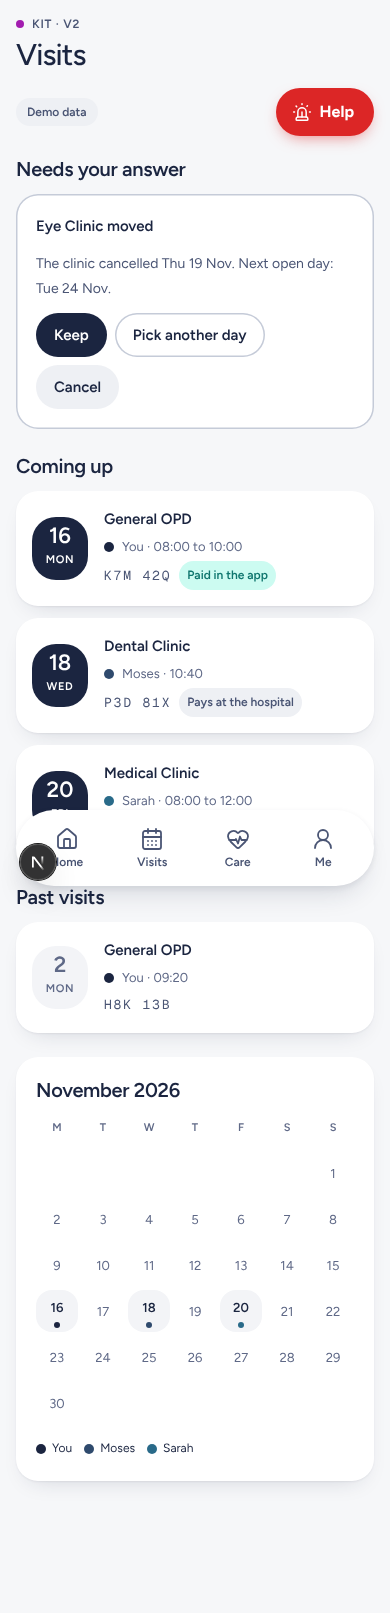 KIT · V2
Visits
Demo data
Help
Needs your answer
Eye Clinic moved
The clinic cancelled Thu 19 Nov. Next open day:
Tue 24 Nov.
Keep
Pick another day
Cancel
Coming up
16
MON
General OPD
You · 08:00 to 10:00
K7M 42Q
Paid in the app
18
WED
Dental Clinic
Moses · 10:40
P3D 81X
Pays at the hospital
20
Medical Clinic
Sarah · 08:00 to 12:00
N
Visits
Care
Me
Past visits
2
MON
General OPD
You · 09:20
H8K 13B
November 2026
M T W T F S S
1
2 3 4 5 6 7 8
9 10 11 12 13 14 15
16 17 18 19 20 21 22
23 24 25 26 27 28 29
30
You Moses Sarah